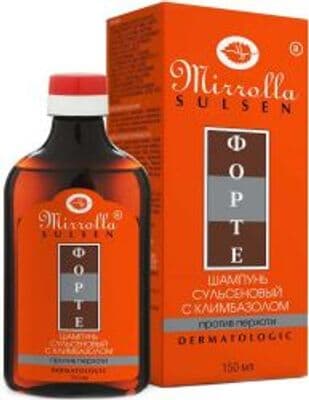 Mirrolla
SULSEN
ФОРТЕ
ШАМПУНЬ
СУЛЬСЕНОВЫЙ
С КЛИМБАЗОЛОМ
против перхоти
DERMATOLOGIC
150 мл
Mirrolla®
SULSEN
ФОРТЕ
ШАМПУНЬ
СУЛЬСЕНОВЫЙ
С КЛИМБАЗОЛОМ
против перхоти
DERMATOLOGIC